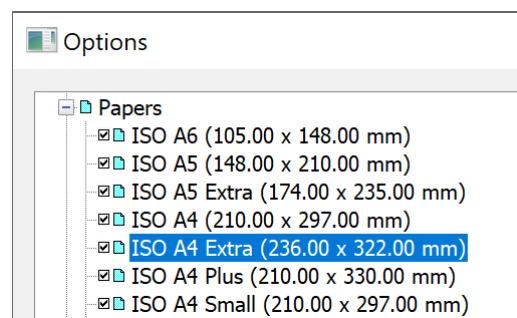 Options
Papers
ISO A6 (105.00 x 148.00 mm)
ISO A5 (148.00 x 210.00 mm)
ISO A5 Extra (174.00 x 235.00 mm)
ISO A4 (210.00 x 297.00 mm)
ISO A4 Extra (236.00 x 322.00 mm)
ISO A4 Plus (210.00 x 330.00 mm)
ISO A4 Small (210.00 x 297.00 mm)